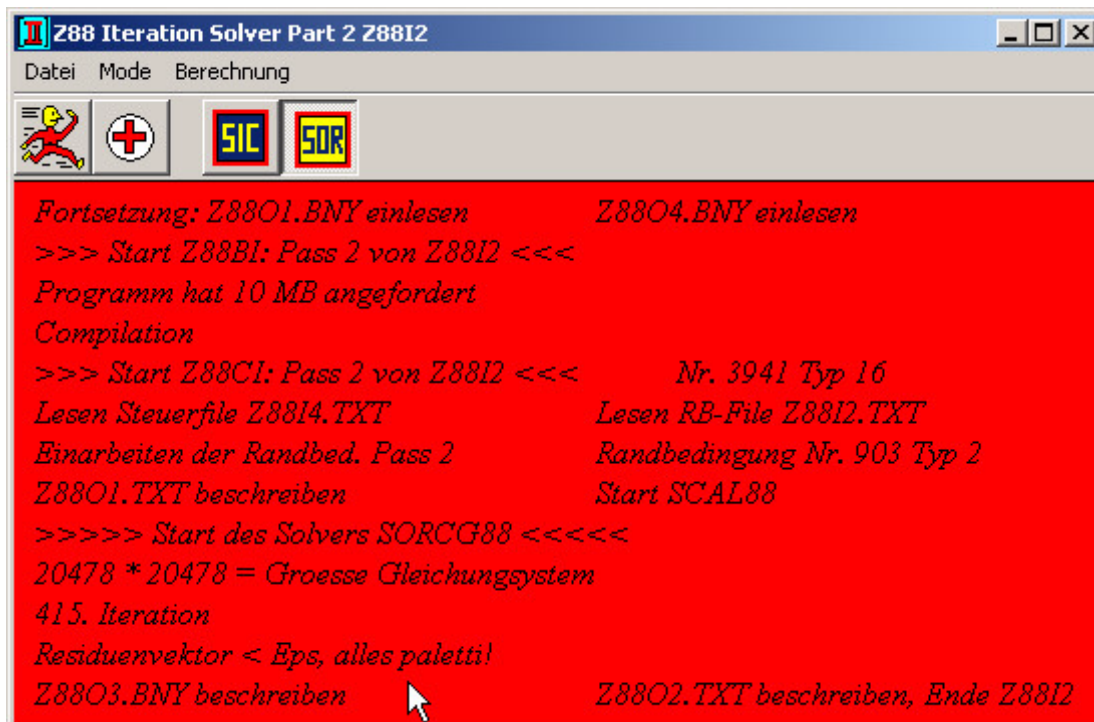 Z88 Iteration Solver Part 2 Z88I2
Datei Mode Berechnung
SIC SOR
Fortsetzung: Z88O1.BNY einlesen Z88O4.BNY einlesen
>>> Start Z88BI: Pass 2 von Z88I2 <<<
Programm hat 10 MB angefordert
Compilation
>>> Start Z88CI: Pass 2 von Z88I2 <<< Nr. 3941 Typ 16
Lesen Steuerfile Z88I4.TXT Lesen RB-File Z88I2.TXT
Einarbeiten der Randbed. Pass 2 Randbedingung Nr. 903 Typ 2
Z88O1.TXT beschreiben Start SCAL88
>>>>> Start des Solvers SORCG88 <<<<<
20478 * 20478 = Groesse Gleichungsystem
415. Iteration
Residuenvektor < Eps, alles paletti!
Z88O3.BNY beschreiben Z88O2.TXT beschreiben, Ende Z88I2